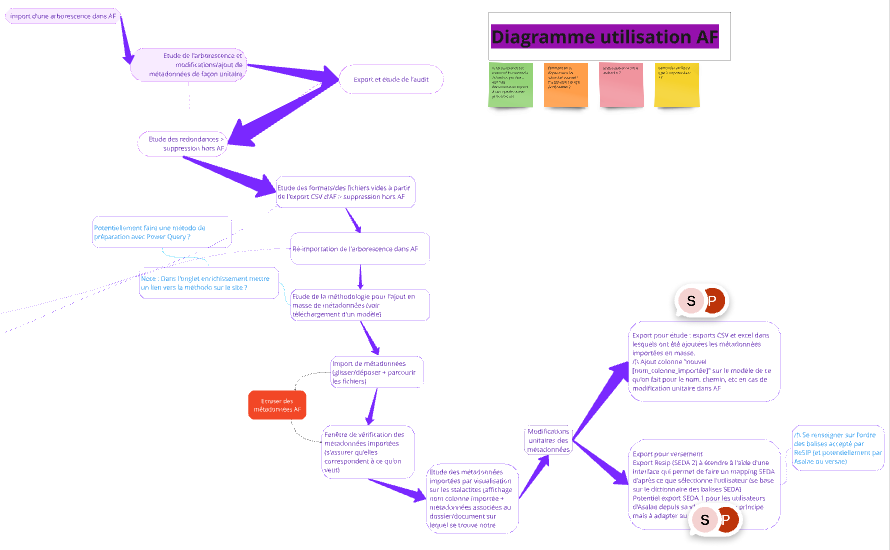 import d'une arborescence dans AF
Diagramme utilisation AF
Etude de l'arborescence et
modifications/ajout de
métadonnées de façon unitaire
Export et étude de l'audit
Etude des redondances >
suppression hors AF
Etude des formats/des fichiers vides à partir
de l'export CSV d'AF > suppression hors AF
Potentiellement faire une método de
préparation avec Power Query ?
Ré-importation de l'arborescence dans AF
Note : Dans l'onglet enrichissement mettre
un lien vers la méthodo sur le site ?
Etude de la méthodologie pour l'ajout en
masse de métadonnées (voir
téléchargement d'un modèle)
S
P
Export pour étude : exports CSV et excel dans
lesquels ont été ajoutées les métadonnées
importées en masse.
/!\ Ajout colonne "nouvel
[nom_colonne_importée]" sur le modèle de ce
qu'on fait pour le nom, chemin, etc en cas de
modification unitaire dans AF
Import de métadonnées
(glisser/déposer + parcourir
les fichiers)
Ecraser des
métadonnées AF
Fenêtre de vérification des
métadonnées importées
(s'assurer qu'elles
correspondent à ce qu'on
veut)
Modifications
unitaires des
métadonnées
Etude des métadonnées
importées par visualisation
sur les stalactites (affichage
nom colonne importée +
métadonnées associées au
dossier/document sur
lequel se trouve notre
Export pour versement
Export Resip (SEDA 2) à étendre à l'aide d'une
interface qui permet de faire un mapping SEDA
d'après ce que sélectionne l'utilisateur (se base
sur le dictionnaire des balises SEDA)
Potentiel export SEDA 1 pour les utilisateurs
d'Asalae depuis principe
mais à adapter au
S
P
/!\ Se renseigner sur l'ordre
des balises accepté par
ReSIP (et potentiellement par
Asalae ou versae)